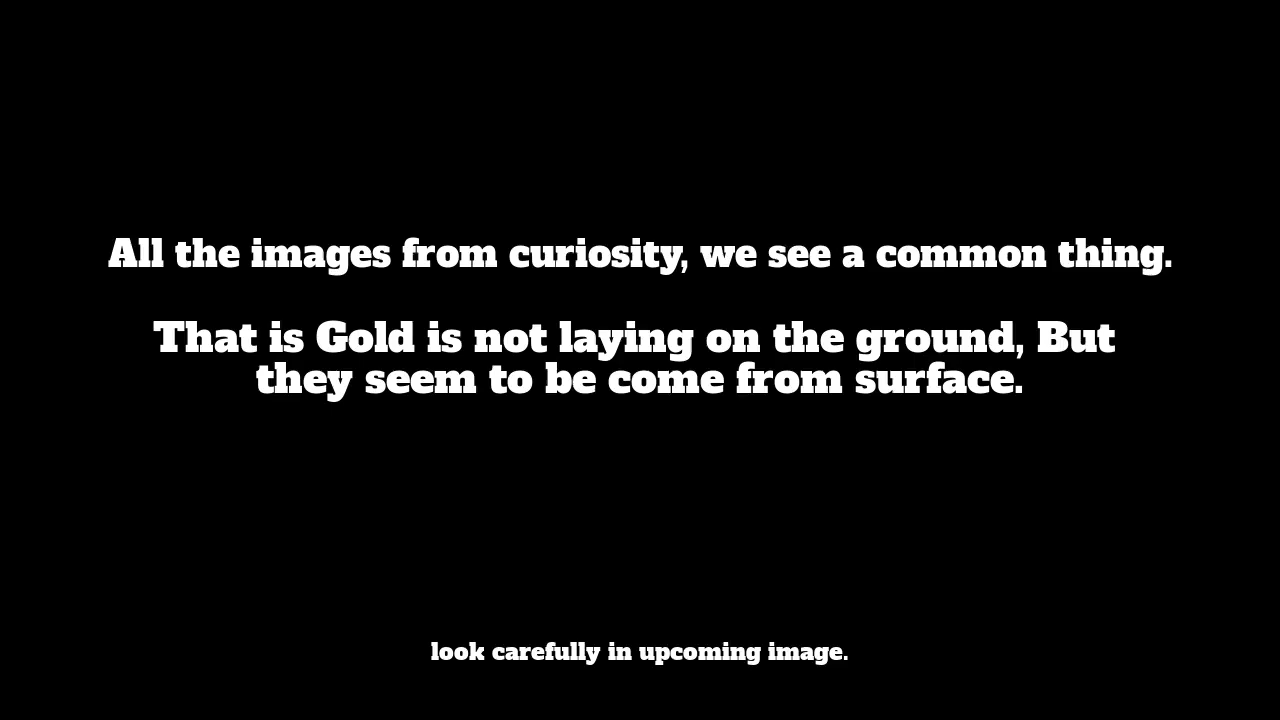 All the images from curiosity, we see a common thing.
That is Gold is not laying on the ground, But
they seem to be come from surface.
look carefully in upcoming image.